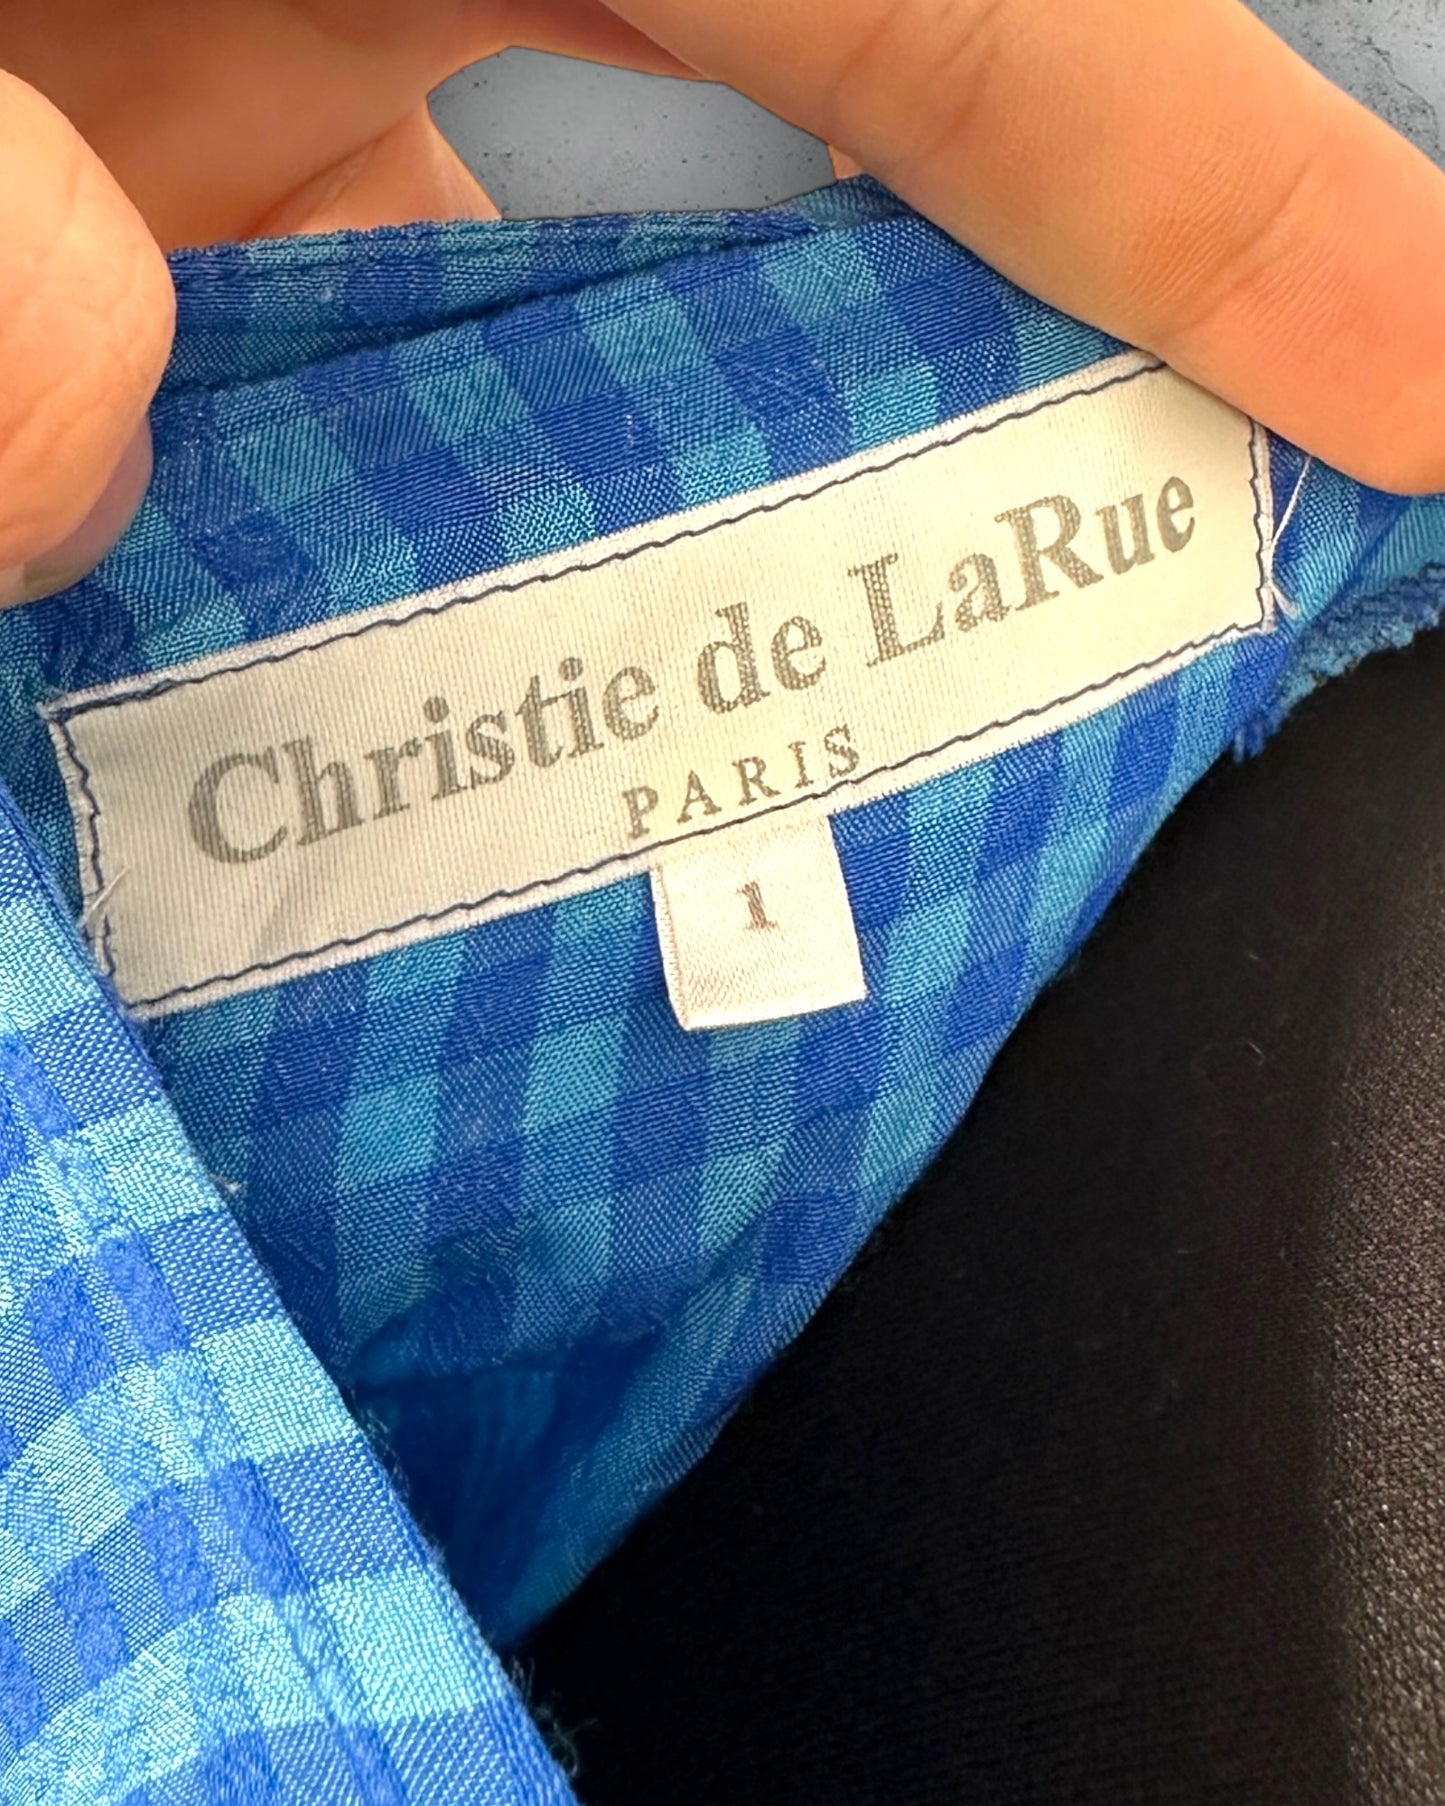 Christie de LaRue
PARIS
1